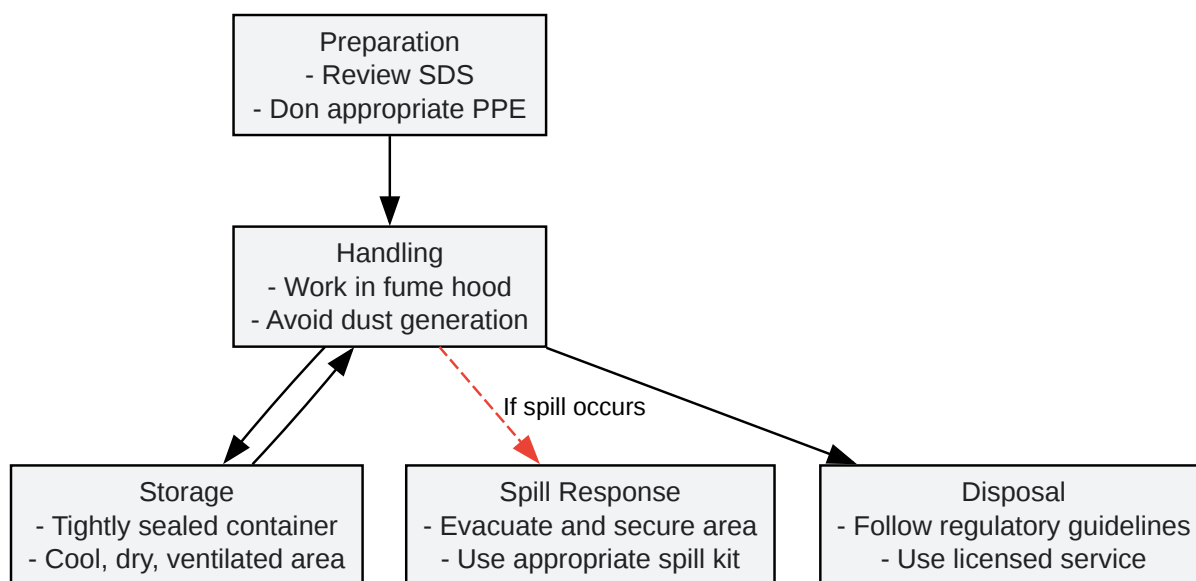 Preparation
- Review SDS
- Don appropriate PPE
Handling
- Work in fume hood
- Avoid dust generation
If spill occurs
Storage
- Tightly sealed container
- Cool, dry, ventilated area
Spill Response
- Evacuate and secure area
- Use appropriate spill kit
Disposal
- Follow regulatory guidelines
- Use licensed service